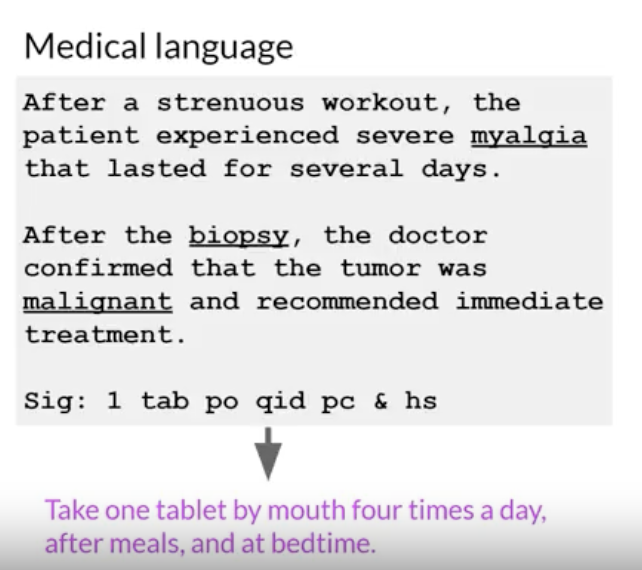 Medical language
After a strenuous workout, the
patient experienced severe myalgia
that lasted for several days.
After the biopsy, the doctor
confirmed that the tumor was
malignant and recommended immediate
treatment.
Sig: 1 tab po qid pc & hs
Take one tablet by mouth four times a day,
after meals, and at bedtime.